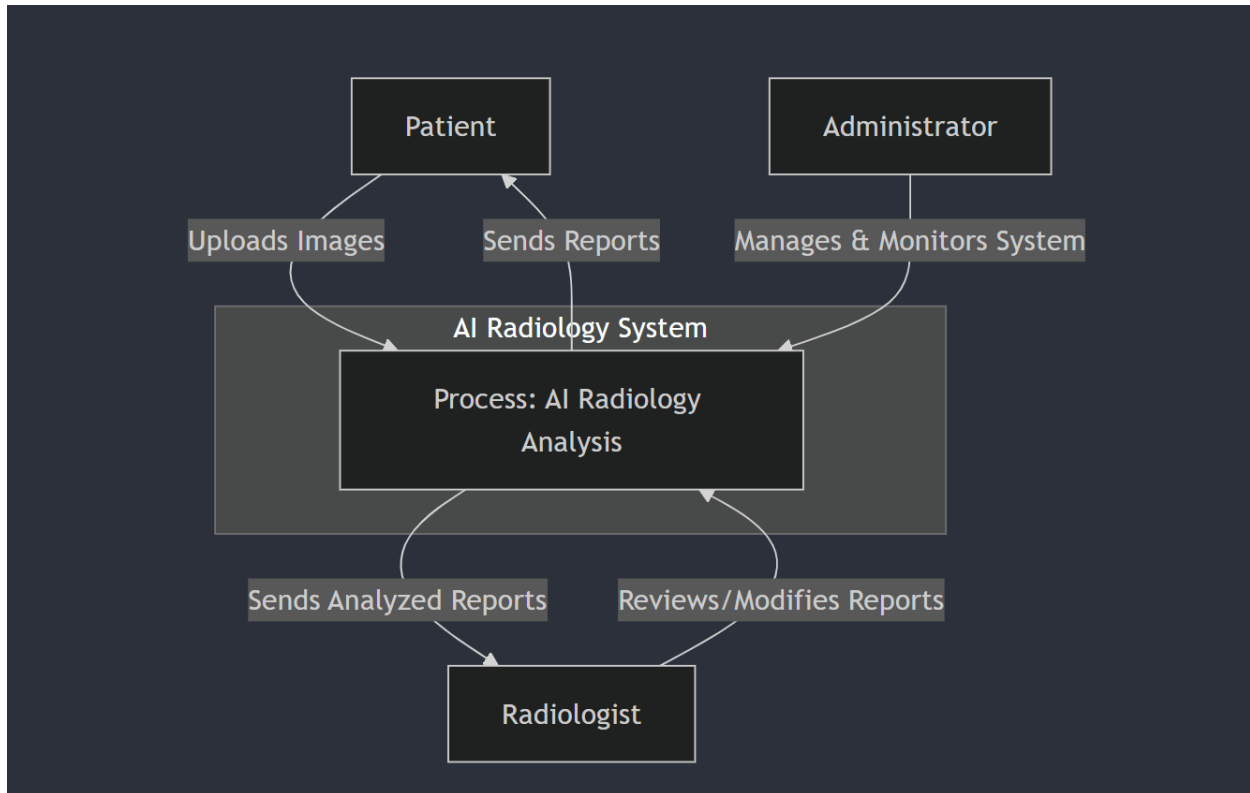 Patient
Administrator
Uploads Images
Sends Reports
Manages & Monitors System
AI Radiology System
Process: AI Radiology
Analysis
Sends Analyzed Reports
Reviews/Modifies Reports
Radiologist